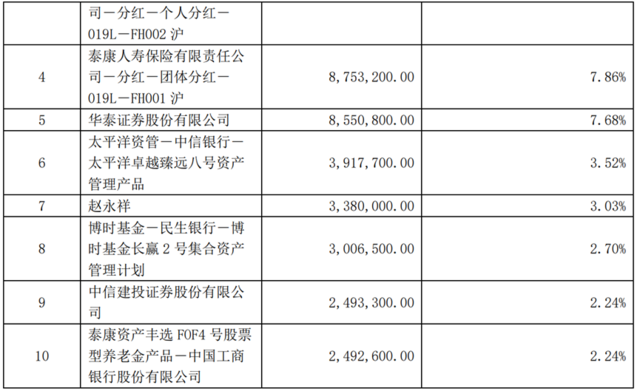 司－分红－个人分红－
019L－FH002 沪
4
泰康人寿保险有限责任公
司－分红－团体分红－
019L－FH001 沪
8,753,200.00
7.86%
5
华泰证券股份有限公司
8,550,800.00
7.68%
6
太平洋资管－中信银行－
太平洋卓越臻远八号资产
管理产品
3,917,700.00
3.52%
7
赵永祥
3,380,000.00
3.03%
8
博时基金－民生银行－博
时基金长赢 2 号集合资产
管理计划
3,006,500.00
2.70%
9
中信建投证券股份有限公
司
2,493,300.00
2.24%
10
泰康资产丰选 FOF4 号股票
型养老金产品－中国工商
银行股份有限公司
2,492,600.00
2.24%